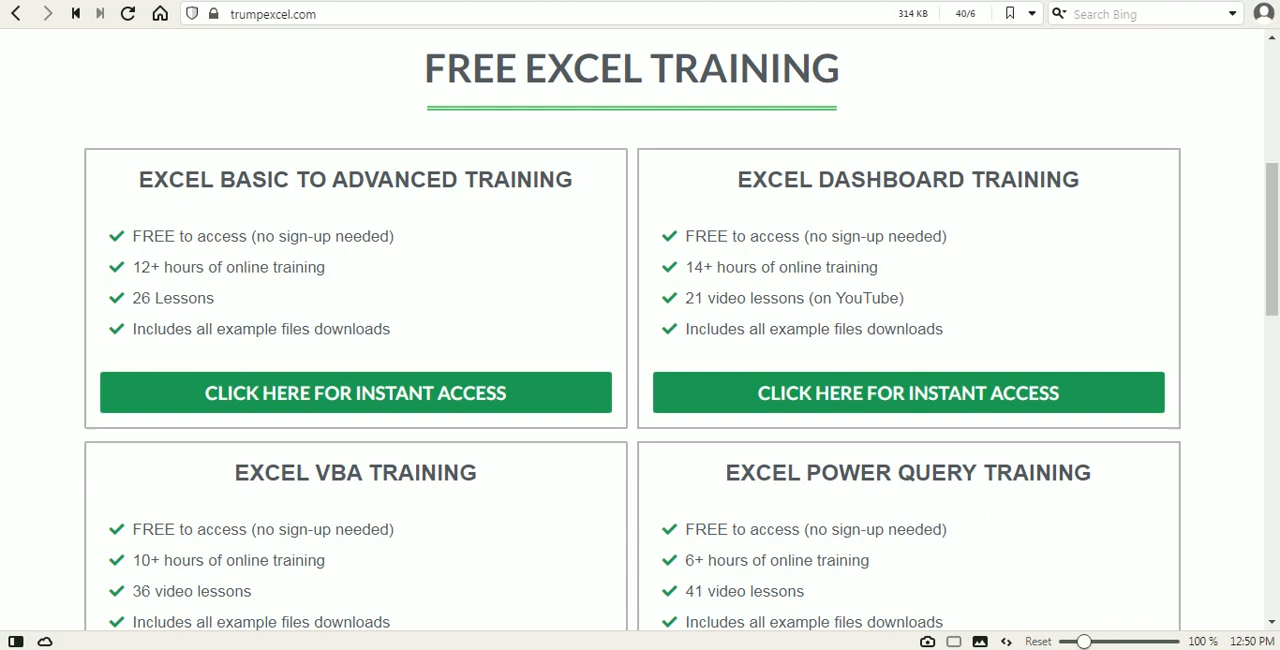 trumpexcel.com
314 KB
40/6
Search Bing
FREE EXCEL TRAINING
EXCEL BASIC TO ADVANCED TRAINING
FREE to access (no sign-up needed)
12+ hours of online training
26 Lessons
Includes all example files downloads
CLICK HERE FOR INSTANT ACCESS
EXCEL DASHBOARD TRAINING
FREE to access (no sign-up needed)
14+ hours of online training
21 video lessons (on YouTube)
Includes all example files downloads
CLICK HERE FOR INSTANT ACCESS
EXCEL VBA TRAINING
FREE to access (no sign-up needed)
10+ hours of online training
36 video lessons
Includes all example files downloads
EXCEL POWER QUERY TRAINING
FREE to access (no sign-up needed)
6+ hours of online training
41 video lessons
Includes all example files downloads
Reset
100 %
12:50 PM